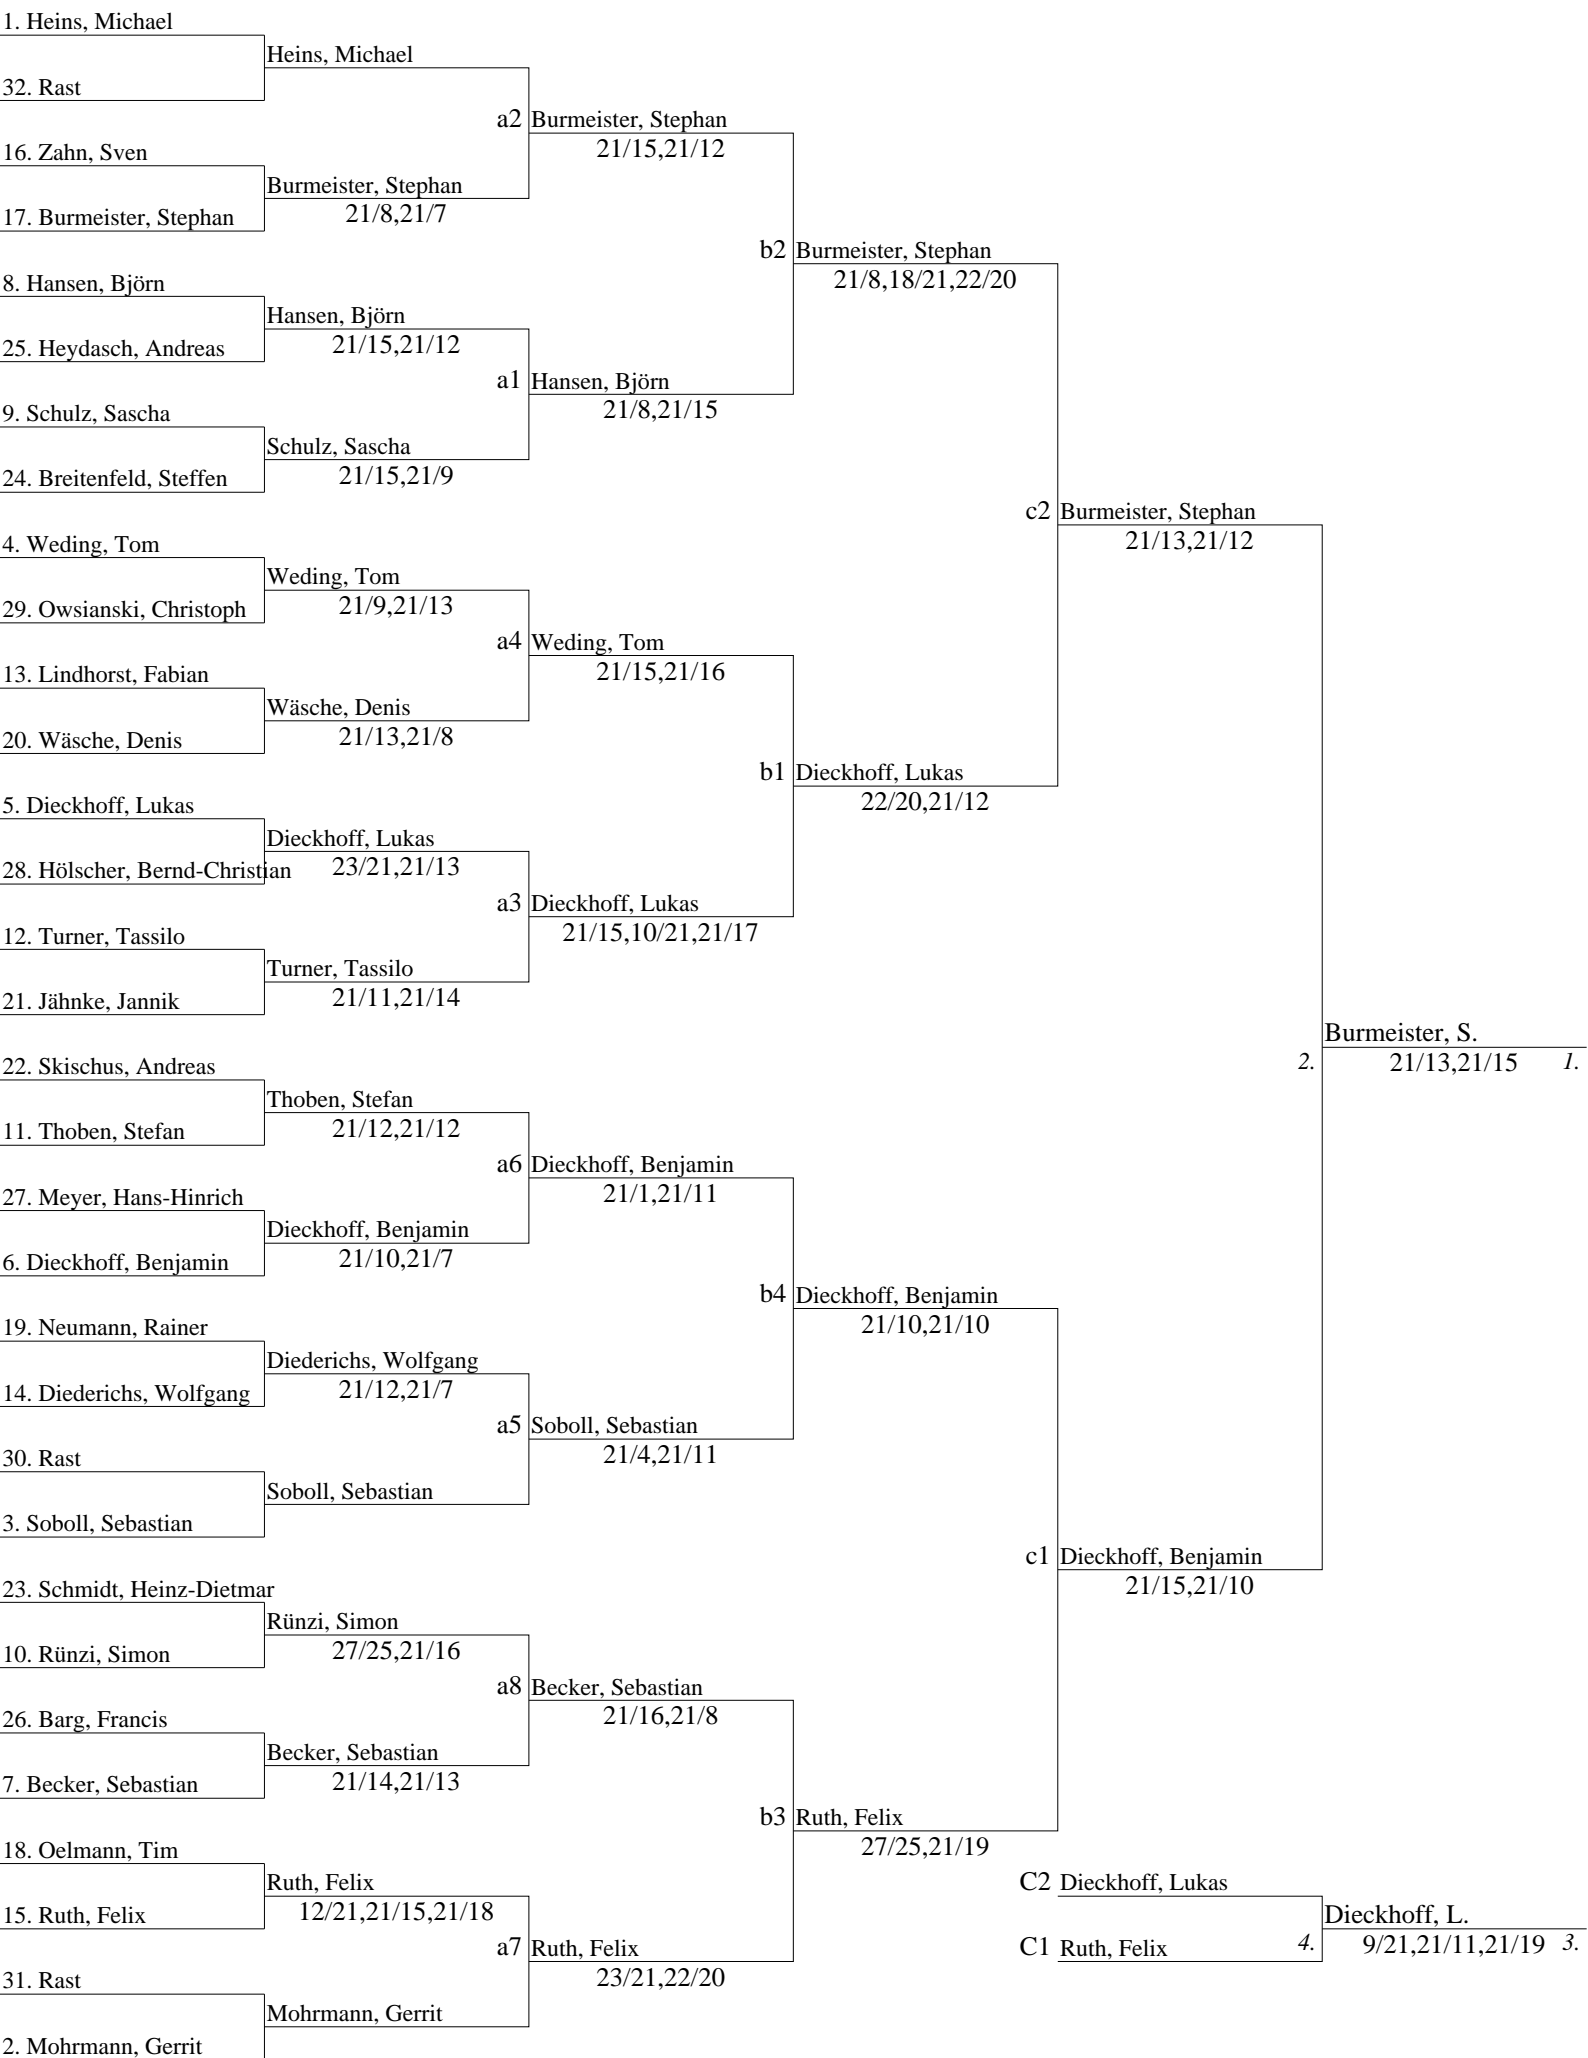 1. Heins, Michael
Heins, Michael
32. Rast
a2 Burmeister, Stephan
21/15,21/12
16. Zahn, Sven
Burmeister, Stephan
21/8,21/7
17. Burmeister, Stephan
b2 Burmeister, Stephan
21/8,18/21,22/20
8. Hansen, Björn
Hansen, Björn
21/15,21/12
25. Heydasch, Andreas
a1 Hansen, Björn
21/8,21/15
9. Schulz, Sascha
Schulz, Sascha
21/15,21/9
24. Breitenfeld, Steffen
c2 Burmeister, Stephan
21/13,21/12
4. Weding, Tom
Weding, Tom
21/9,21/13
29. Owsianski, Christoph
a4 Weding, Tom
21/15,21/16
13. Lindhorst, Fabian
Wäsche, Denis
21/13,21/8
20. Wäsche, Denis
b1 Dieckhoff, Lukas
22/20,21/12
5. Dieckhoff, Lukas
Dieckhoff, Lukas
23/21,21/13
28. Hölscher, Bernd-Christian
a3 Dieckhoff, Lukas
21/15,10/21,21/17
12. Turner, Tassilo
Turner, Tassilo
21/11,21/14
21. Jähnke, Jannik
Burmeister, S.
2. 21/13,21/15 1.
22. Skischus, Andreas
Thoben, Stefan
21/12,21/12
11. Thoben, Stefan
a6 Dieckhoff, Benjamin
21/1,21/11
27. Meyer, Hans-Hinrich
Dieckhoff, Benjamin
21/10,21/7
6. Dieckhoff, Benjamin
b4 Dieckhoff, Benjamin
21/10,21/10
19. Neumann, Rainer
Diederichs, Wolfgang
21/12,21/7
14. Diederichs, Wolfgang
a5 Soboll, Sebastian
21/4,21/11
30. Rast
Soboll, Sebastian
3. Soboll, Sebastian
c1 Dieckhoff, Benjamin
21/15,21/10
23. Schmidt, Heinz-Dietmar
Rünzi, Simon
27/25,21/16
10. Rünzi, Simon
a8 Becker, Sebastian
21/16,21/8
26. Barg, Francis
Becker, Sebastian
21/14,21/13
7. Becker, Sebastian
b3 Ruth, Felix
27/25,21/19
18. Oelmann, Tim
Ruth, Felix
12/21,21/15,21/18
15. Ruth, Felix
C2 Dieckhoff, Lukas
Dieckhoff, L.
C1 Ruth, Felix 4. 9/21,21/11,21/19 3.
a7 Ruth, Felix
23/21,22/20
31. Rast
Mohrmann, Gerrit
2. Mohrmann, Gerrit